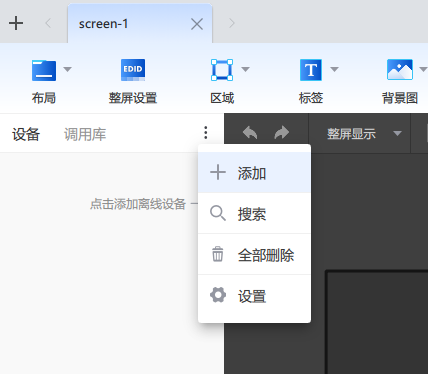 screen-1
EDID
T
布局
整屏设置
区域
标签
背景图
设备
调用库
整屏显示
添加
点击添加离线设备
搜索
全部删除
设置